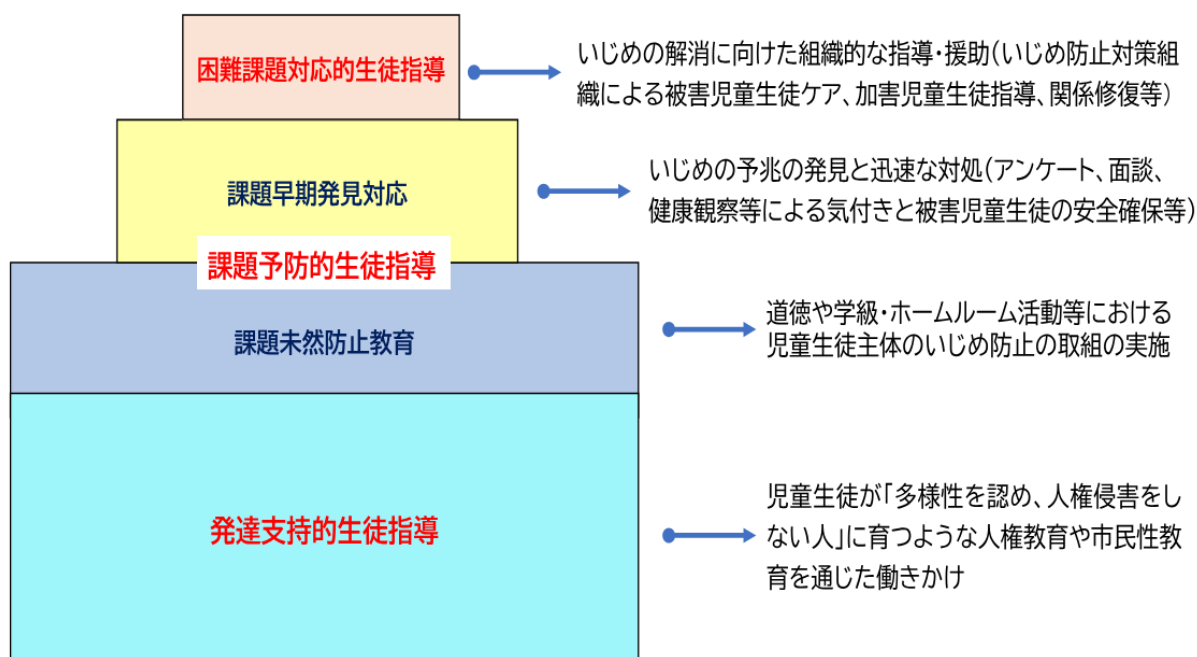 困難課題対応的生徒指導
いじめの解消に向けた組織的な指導・援助(いじめ防止対策組
織による被害児童生徒ケア、加害児童生徒指導、関係修復等)
課題早期発見対応
いじめの予兆の発見と迅速な対処(アンケート、面談、
健康観察等による気付きと被害児童生徒の安全確保等)
課題予防的生徒指導
課題未然防止教育
道徳や学級・ホームルーム活動等における
児童生徒主体のいじめ防止の取組の実施
発達支持的生徒指導
児童生徒が「多様性を認め、人権侵害をし
ない人」に育つような人権教育や市民性教
育を通じた働きかけ